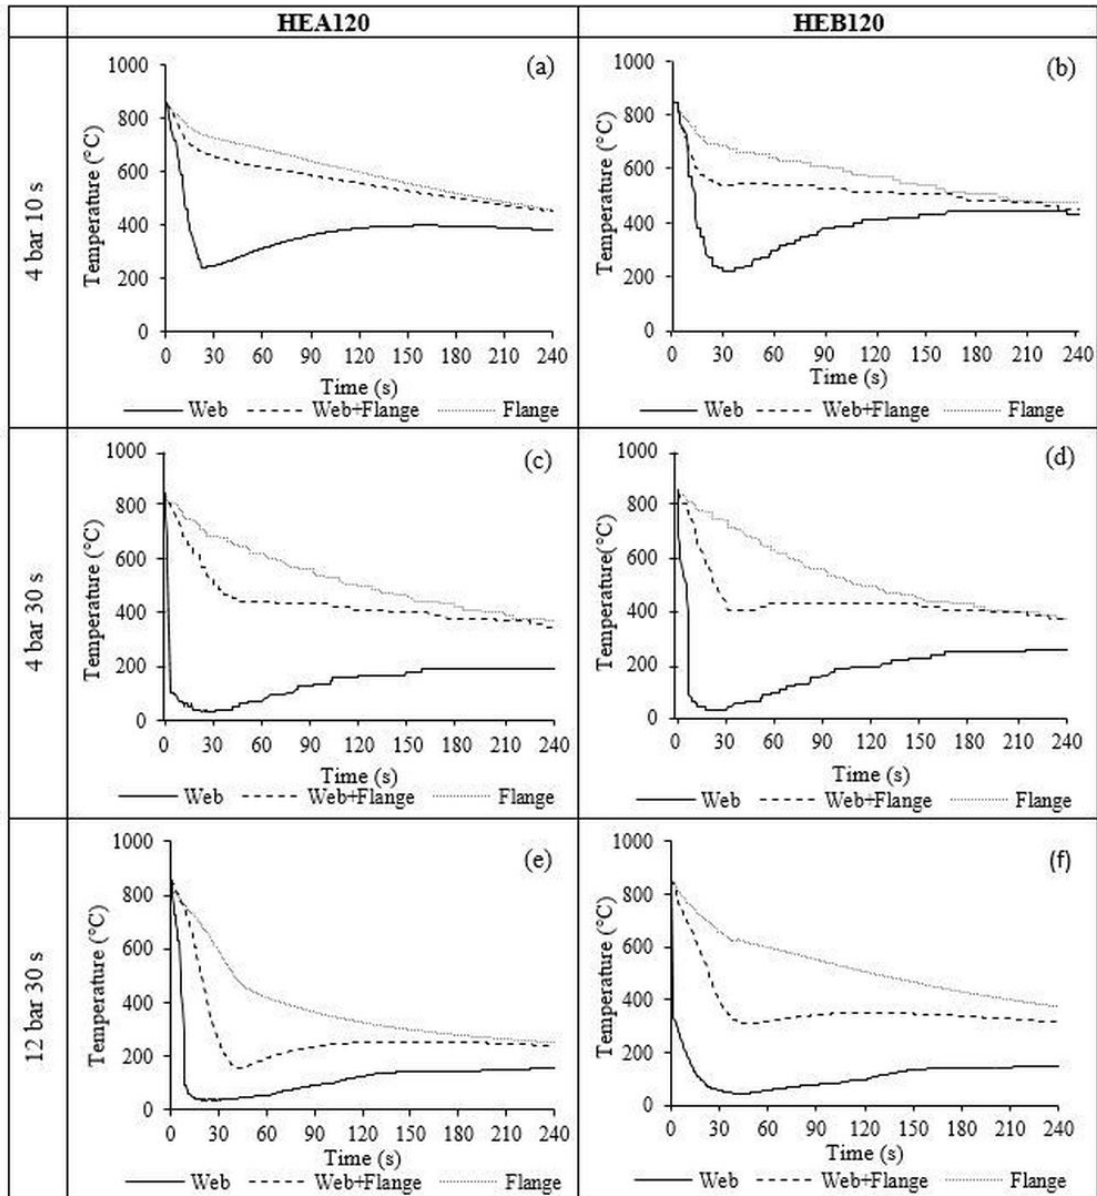 HEA120 HEB120
4 bar 10 s
(a)
Temperature (°C)
1000
800
600
400
200
0
0 30 60 90 120 150 180 210 240
Time (s)
Web Web+Flange Flange
(b)
Temperature (°C)
1000
800
600
400
200
0
0 30 60 90 120 150 180 210 240
Time (s)
Web Web+Flange Flange
4 bar 30 s
(c)
Temperature (°C)
1000
800
600
400
200
0
0 30 60 90 120 150 180 210 240
Time (s)
Web Web+Flange Flange
(d)
Temperature(°C)
1000
800
600
400
200
0
0 30 60 90 120 150 180 210 240
Time (s)
Web Web+Flange Flange
12 bar 30 s
(e)
Temperature (°C)
1000
800
600
400
200
0
0 30 60 90 120 150 180 210 240
Time (s)
Web Web+Flange Flange
(f)
Temperature (°C)
1000
800
600
400
200
0
0 30 60 90 120 150 180 210 240
Time (s)
Web Web+Flange Flange